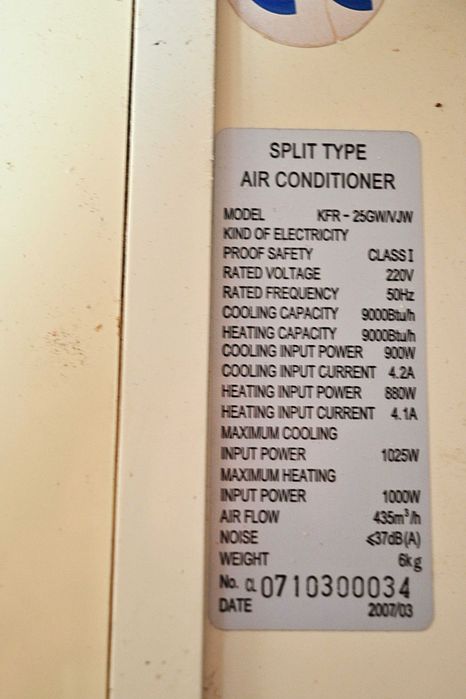 SPLIT TYPE
AIR CONDITIONER
MODEL KFR-25GW/VJW
KIND OF ELECTRICITY
PROOF SAFETY CLASS I
RATED VOLTAGE 220V
RATED FREQUENCY 50Hz
COOLING CAPACITY 9000Btu/h
HEATING CAPACITY 9000Btu/h
COOLING INPUT POWER 900W
COOLING INPUT CURRENT 4.2A
HEATING INPUT POWER 880W
HEATING INPUT CURRENT 4.1A
MAXIMUM COOLING
INPUT POWER 1025W
MAXIMUM HEATING
INPUT POWER 1000W
AIR FLOW 435m³/h
NOISE ⩽37dB(A)
WEIGHT 6kg
No. CL 0710300034
DATE 2007/03